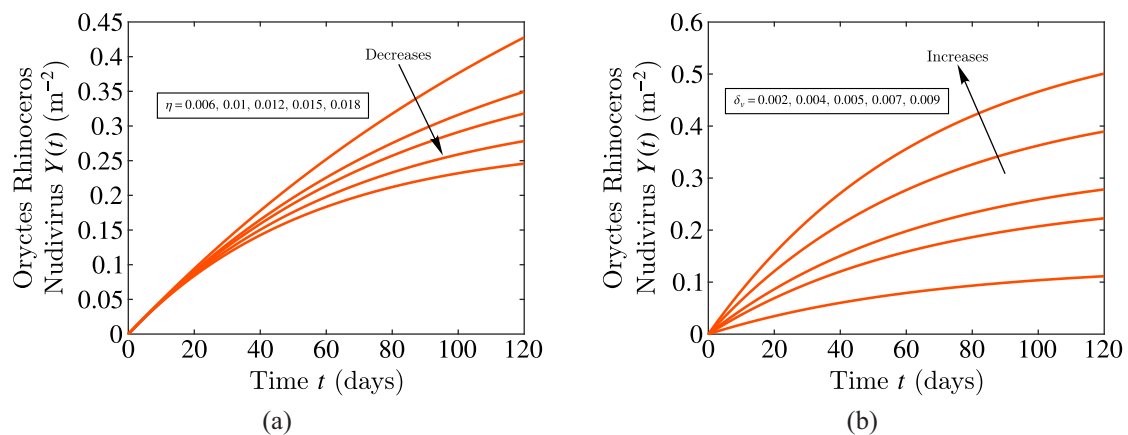 0.45
0.4
0.35
0.3
0.25
0.2
0.15
0.1
0.05
0
0
20
40
60
80
100
120
Oryctes Rhinoceros
Nudivirus Y(t) (m⁻²)
Time t (days)
Decreases
η = 0.006, 0.01, 0.012, 0.015, 0.018
(a)
0.6
0.5
0.4
0.3
0.2
0.1
0
0
20
40
60
80
100
120
Oryctes Rhinoceros
Nudivirus Y(t) (m⁻²)
Time t (days)
Increases
δᵥ = 0.002, 0.004, 0.005, 0.007, 0.009
(b)